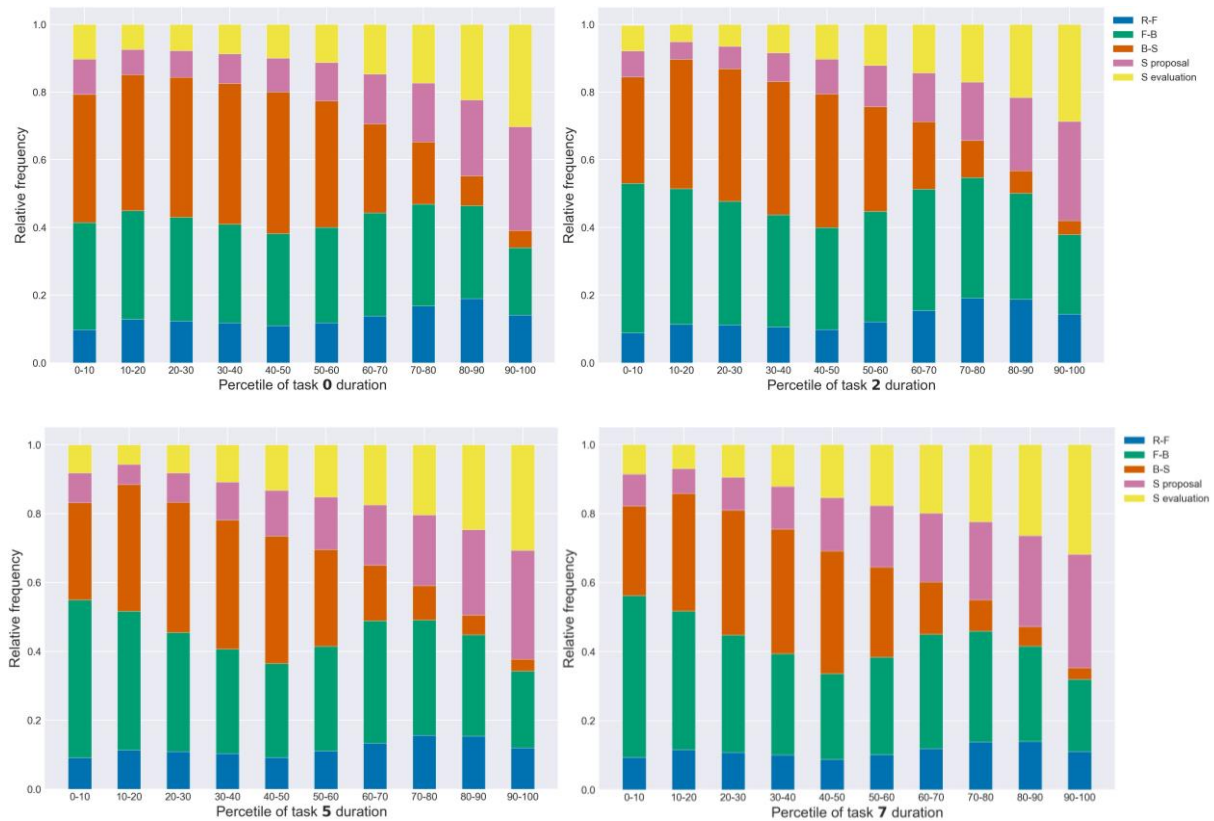 1.0
0.8
0.6
0.4
0.2
0.0
Relative frequency
0-10 10-20 20-30 30-40 40-50 50-60 60-70 70-80 80-90 90-100
Percetile of task 0 duration
1.0
0.8
0.6
0.4
0.2
0.0
Relative frequency
0-10 10-20 20-30 30-40 40-50 50-60 60-70 70-80 80-90 90-100
Percetile of task 2 duration
R-F
F-B
B-S
S proposal
S evaluation
1.0
0.8
0.6
0.4
0.2
0.0
Relative frequency
0-10 10-20 20-30 30-40 40-50 50-60 60-70 70-80 80-90 90-100
Percetile of task 5 duration
1.0
0.8
0.6
0.4
0.2
0.0
Relative frequency
0-10 10-20 20-30 30-40 40-50 50-60 60-70 70-80 80-90 90-100
Percetile of task 7 duration
R-F
F-B
B-S
S proposal
S evaluation